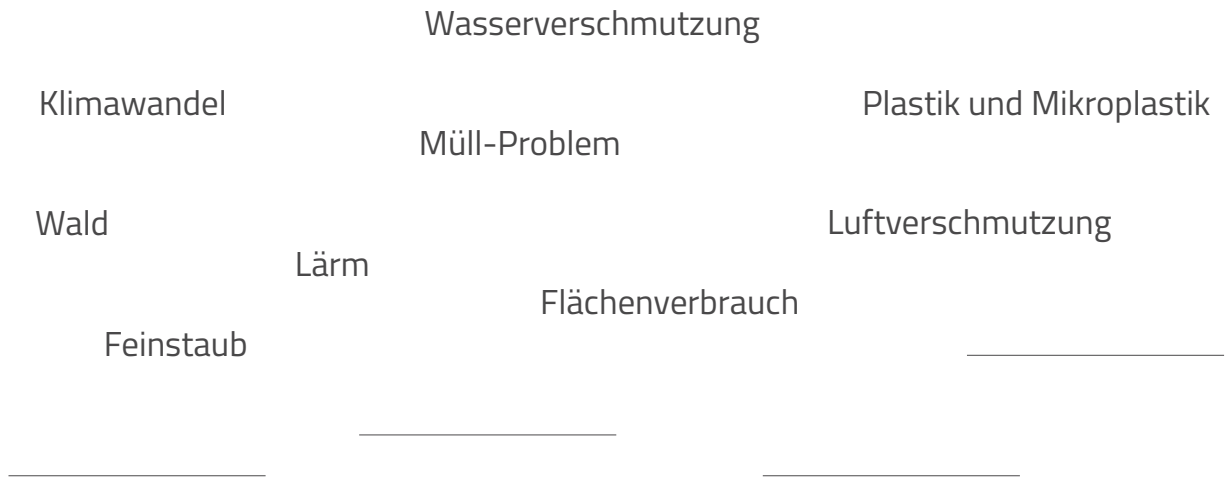 Wasserverschmutzung
Klimawandel
Plastik und Mikroplastik
Müll-Problem
Wald
Luftverschmutzung
Lärm
Flächenverbrauch
Feinstaub